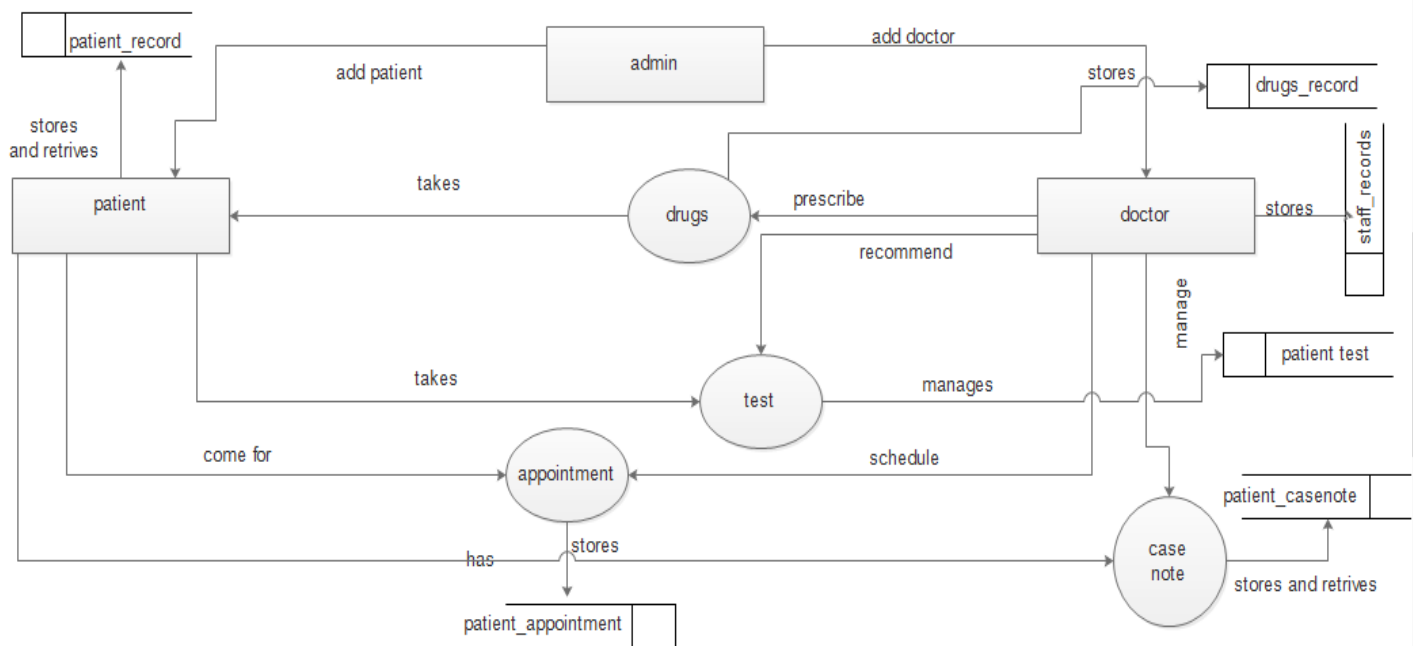 patient_record
admin
add doctor
add patient
stores
drugs_record
stores
and retrives
staff_records
takes
prescribe
patient
drugs
doctor
stores
recommend
manage
patient test
takes
test
manages
come for
appointment
schedule
patient_casenote
has
stores
case
note
stores and retrives
patient_appointment